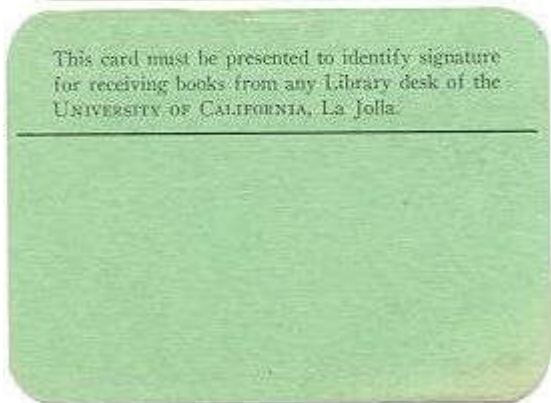 This card must be presented to identify signature
for receiving books from any Library desk of the
UNIVERSITY OF CALIFORNIA, La Jolla.